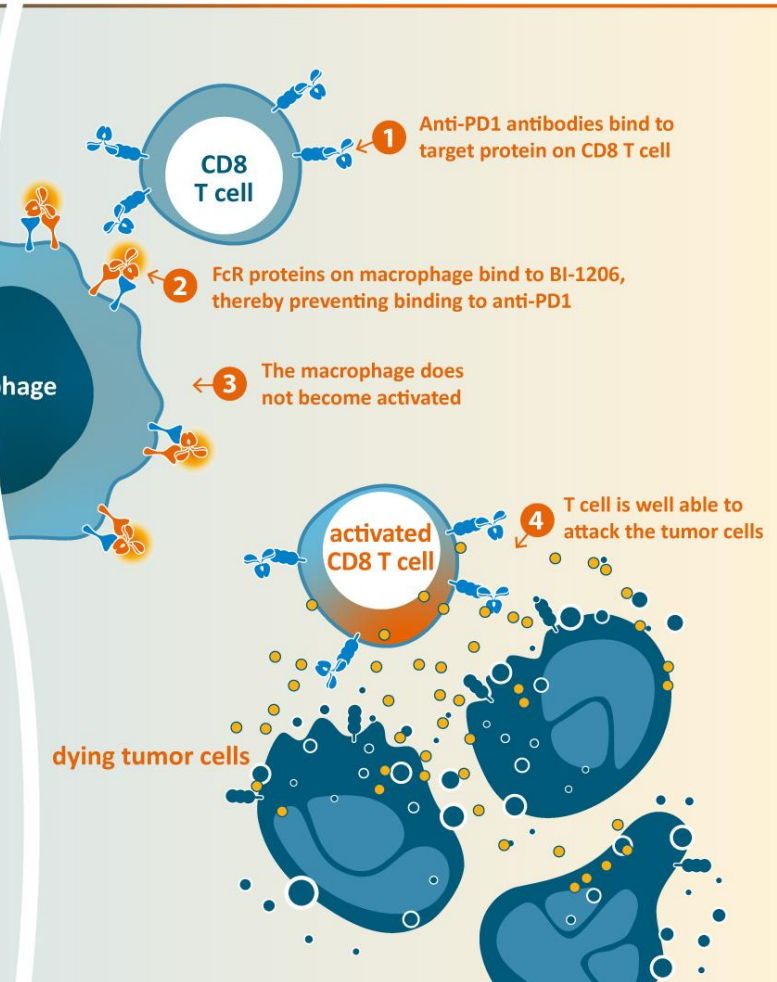 CD8
T cell
1
Anti-PD1 antibodies bind to
target protein on CD8 T cell
2
FcR proteins on macrophage bind to BI-1206,
thereby preventing binding to anti-PD1
hage
3
The macrophage does
not become activated
activated
CD8 T cell
4
T cell is well able to
attack the tumor cells
dying tumor cells